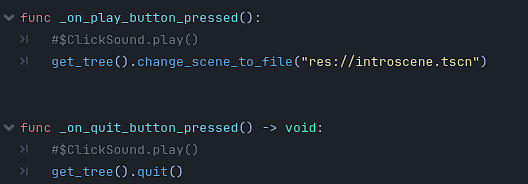 func _on_play_button_pressed():
#$ClickSound.play()
get_tree().change_scene_to_file("res://introscene.tscn")
func _on_quit_button_pressed() -> void:
#$ClickSound.play()
get_tree().quit()